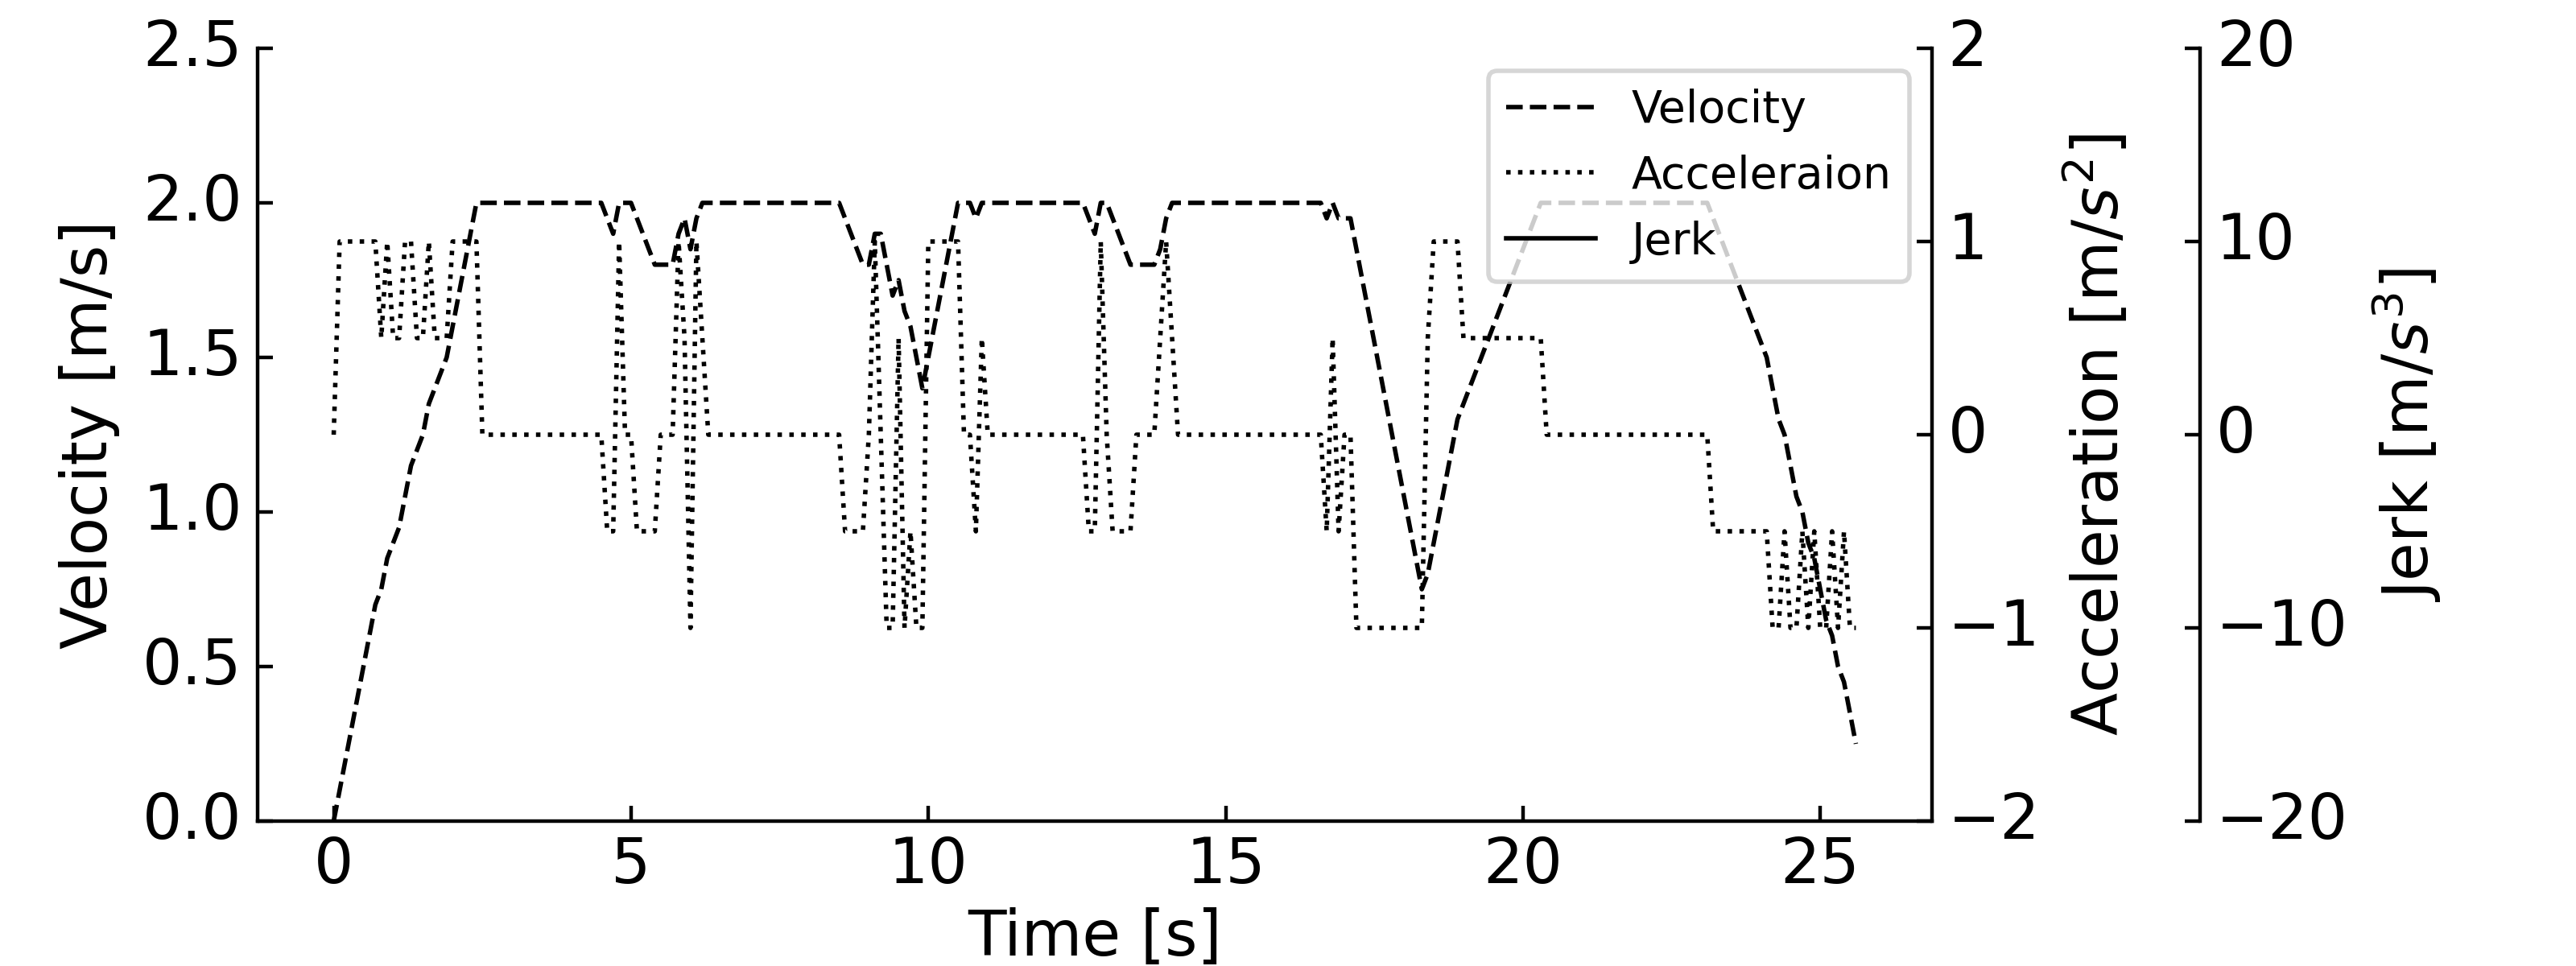 Velocity [m/s]
2.5
2.0
1.5
1.0
0.5
0.0
0 5 10 15 20 25
Time [s]
Velocity
Acceleraion
Jerk
2
1
0
−1
−2
Acceleration [m/s²]
20
10
0
−10
−20
Jerk [m/s³]